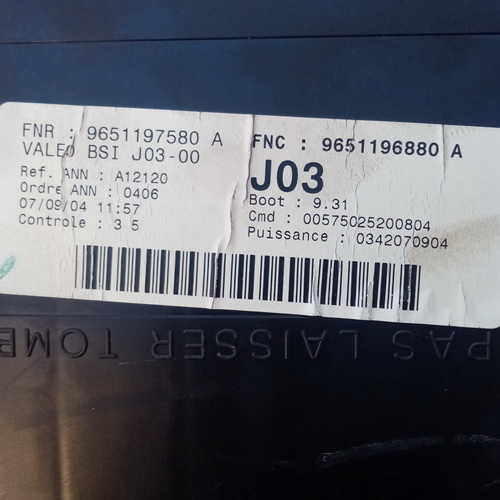 FNR : 9651197580 A
VALEO BSI J03-00
Ref. ANN : A12120
Ordre ANN : 0406
07/09/04 11:57
Controle : 3 5
FNC : 9651196880 A
J03
Boot : 9.31
Cmd : 00575025200804
Puissance : 0342070904
PAS LAISSER TOMB